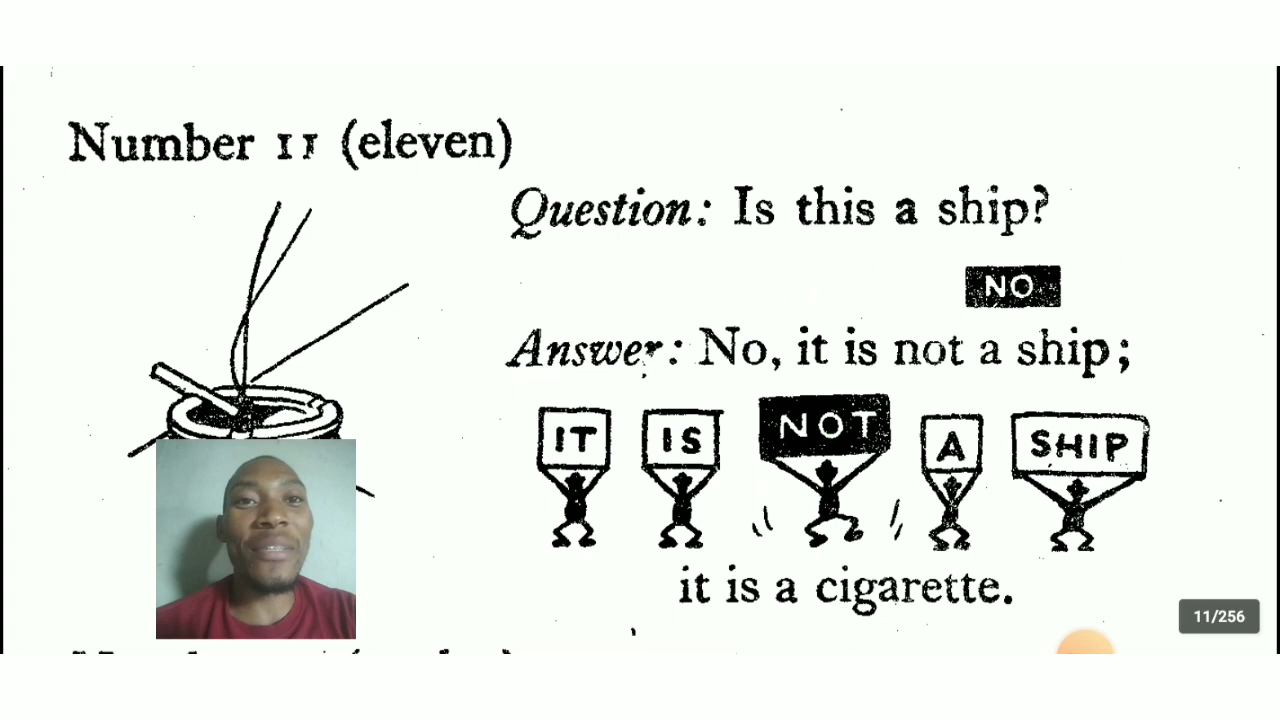 Number 11 (eleven)
Question: Is this a ship?
NO
Answer: No, it is not a ship;
IT IS NOT A SHIP
it is a cigarette.
11/256